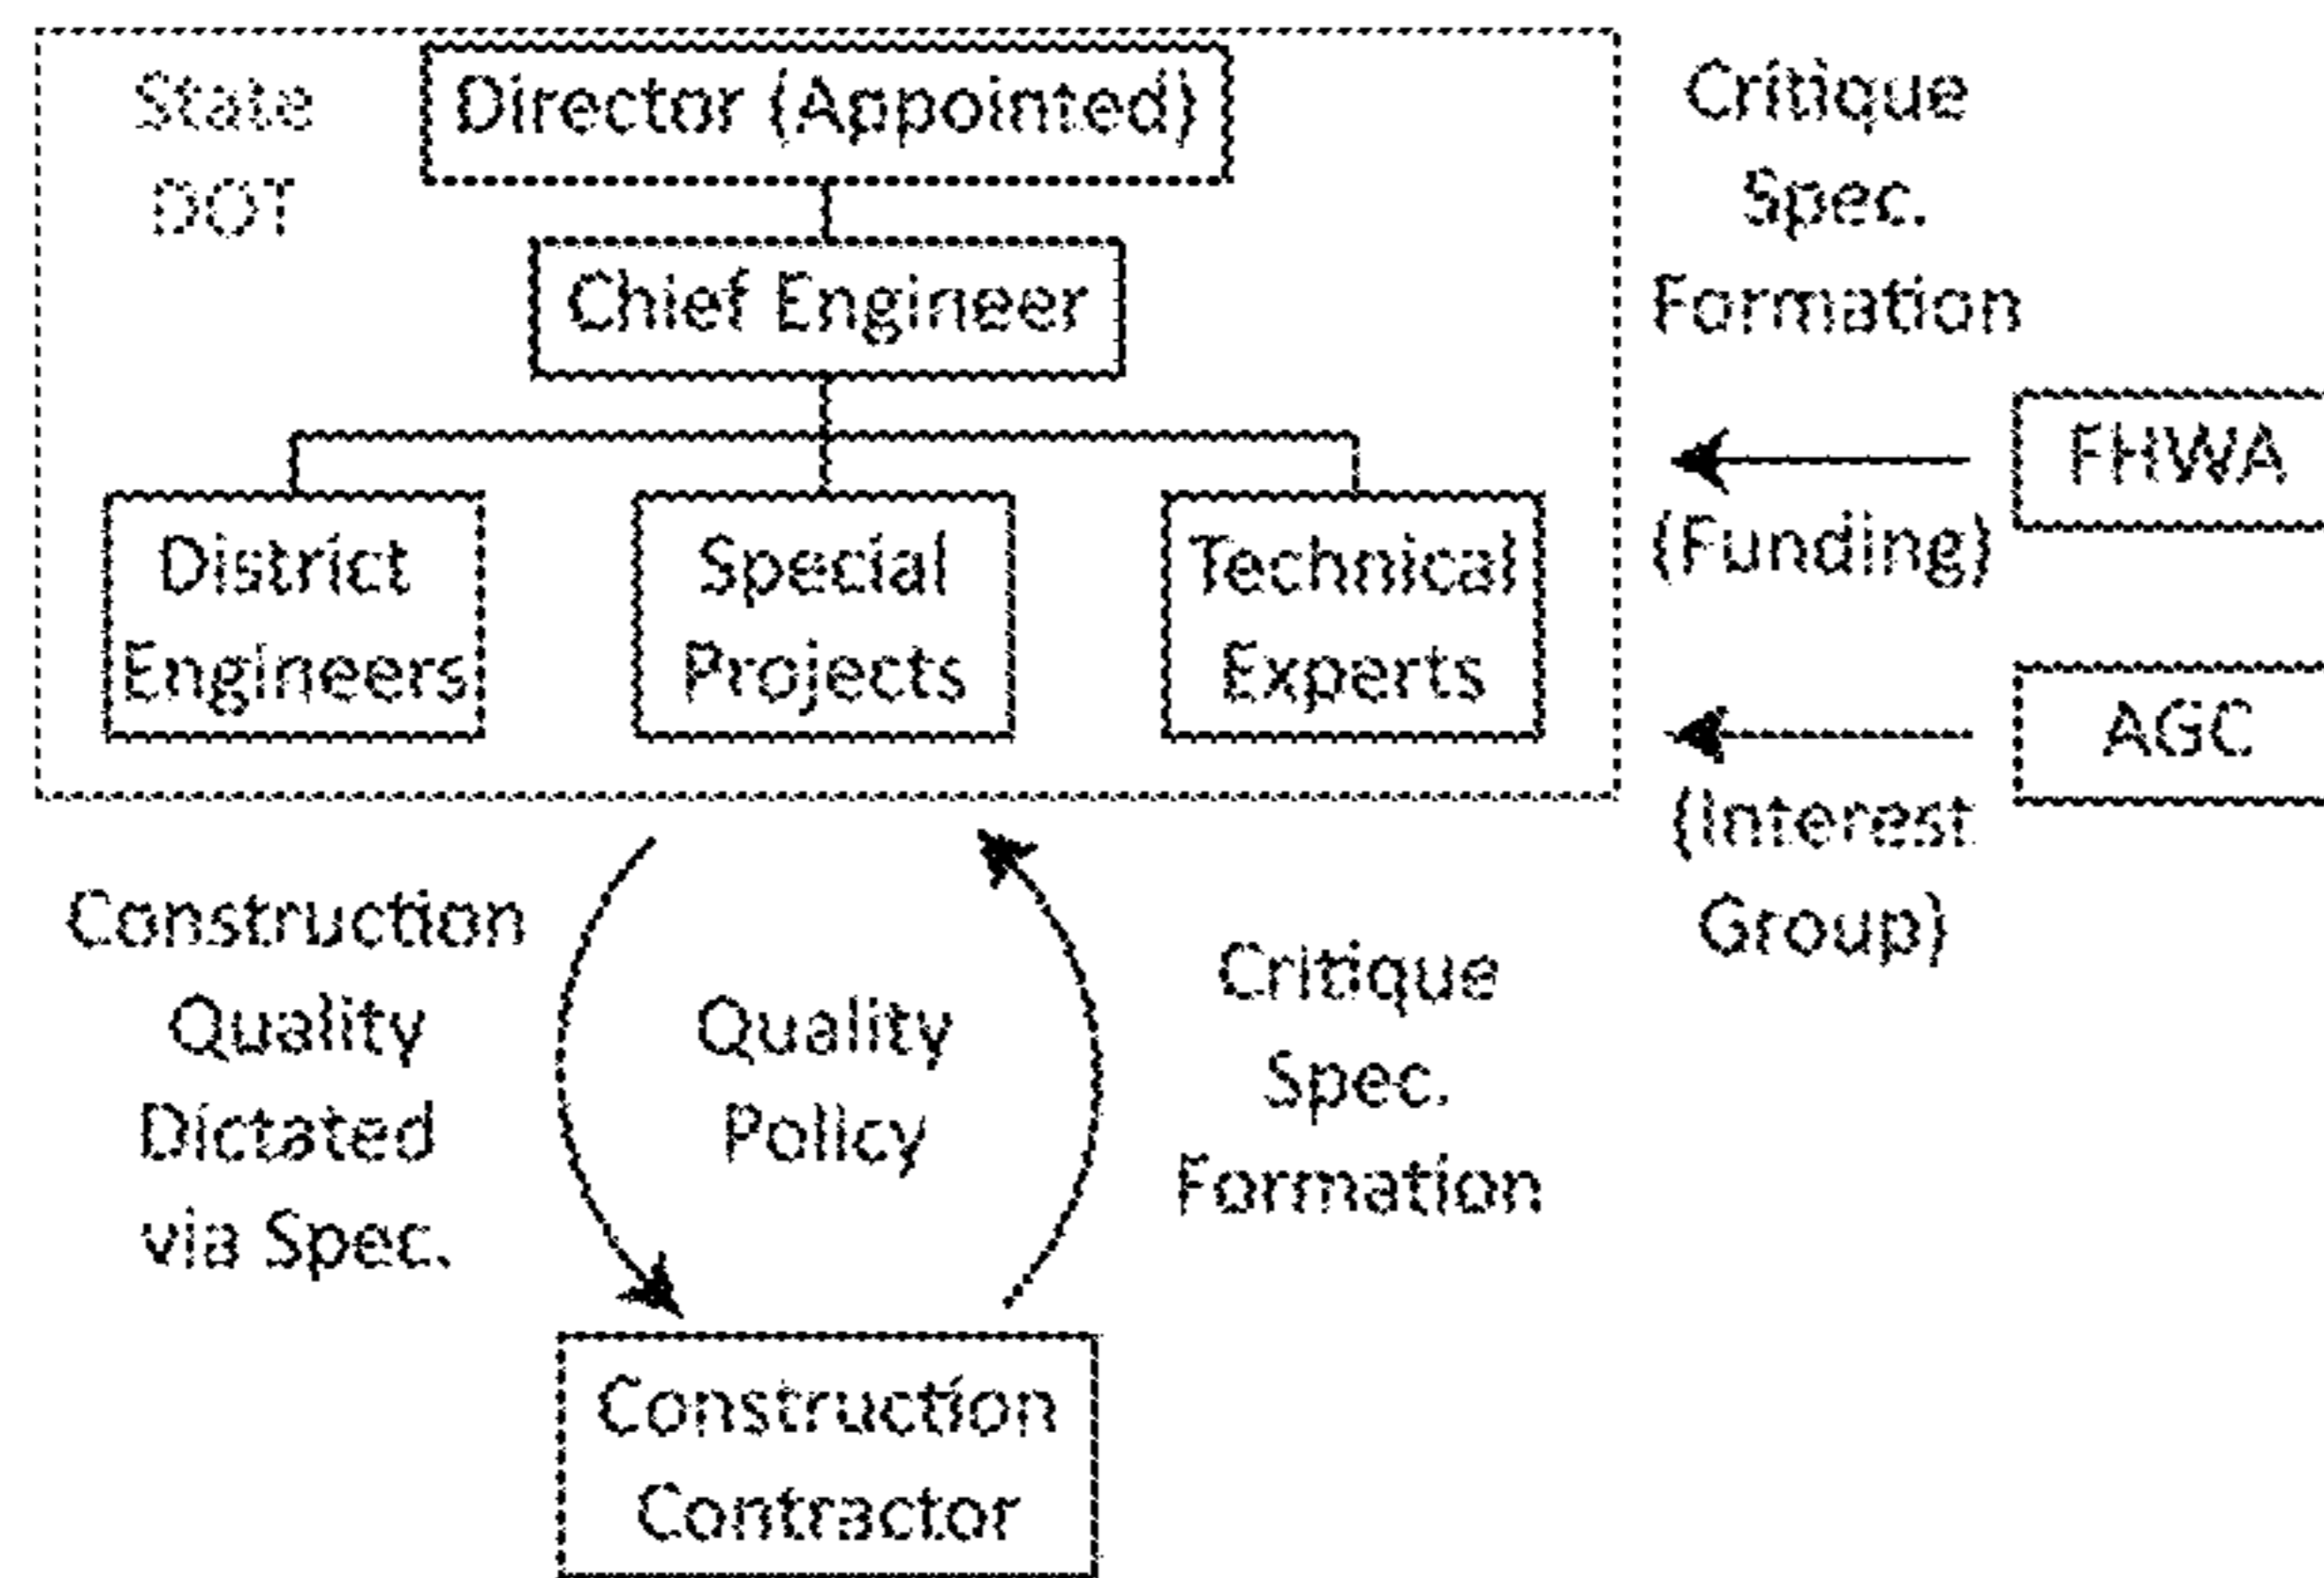 State
DOT
Director (Appointed)
Chief Engineer
District
Engineers
Special
Projects
Technical
Experts
Critique
Spec.
Formation
FHWA
(Funding)
AGC
(Interest
Group)
Construction
Quality
Dictated
via Spec.
Quality
Policy
Critique
Spec.
Formation
Construction
Contractor